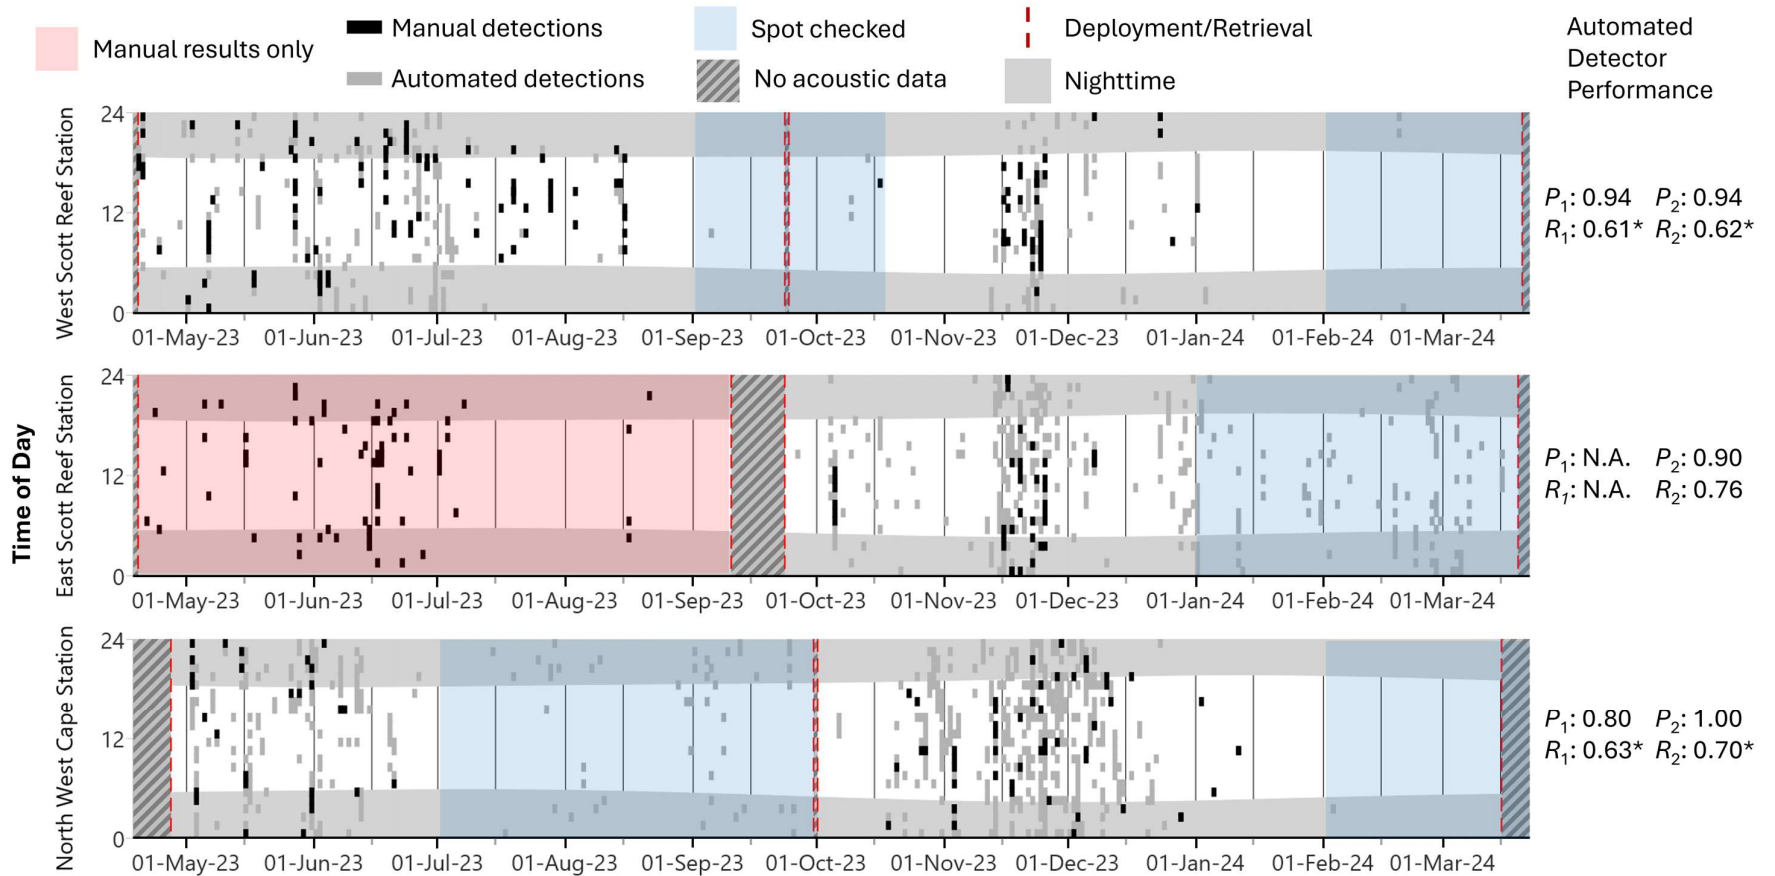 Manual results only
Manual detections
Automated detections
Spot checked
No acoustic data
Deployment/Retrieval
Nighttime
Automated
Detector
Performance
Time of Day
West Scott Reef Station
24
12
0
01-May-23 01-Jun-23 01-Jul-23 01-Aug-23 01-Sep-23 01-Oct-23 01-Nov-23 01-Dec-23 01-Jan-24 01-Feb-24 01-Mar-24
P1: 0.94 P2: 0.94
R1: 0.61* R2: 0.62*
East Scott Reef Station
24
12
0
01-May-23 01-Jun-23 01-Jul-23 01-Aug-23 01-Sep-23 01-Oct-23 01-Nov-23 01-Dec-23 01-Jan-24 01-Feb-24 01-Mar-24
P1: N.A. P2: 0.90
R1: N.A. R2: 0.76
North West Cape Station
24
12
0
01-May-23 01-Jun-23 01-Jul-23 01-Aug-23 01-Sep-23 01-Oct-23 01-Nov-23 01-Dec-23 01-Jan-24 01-Feb-24 01-Mar-24
P1: 0.80 P2: 1.00
R1: 0.63* R2: 0.70*